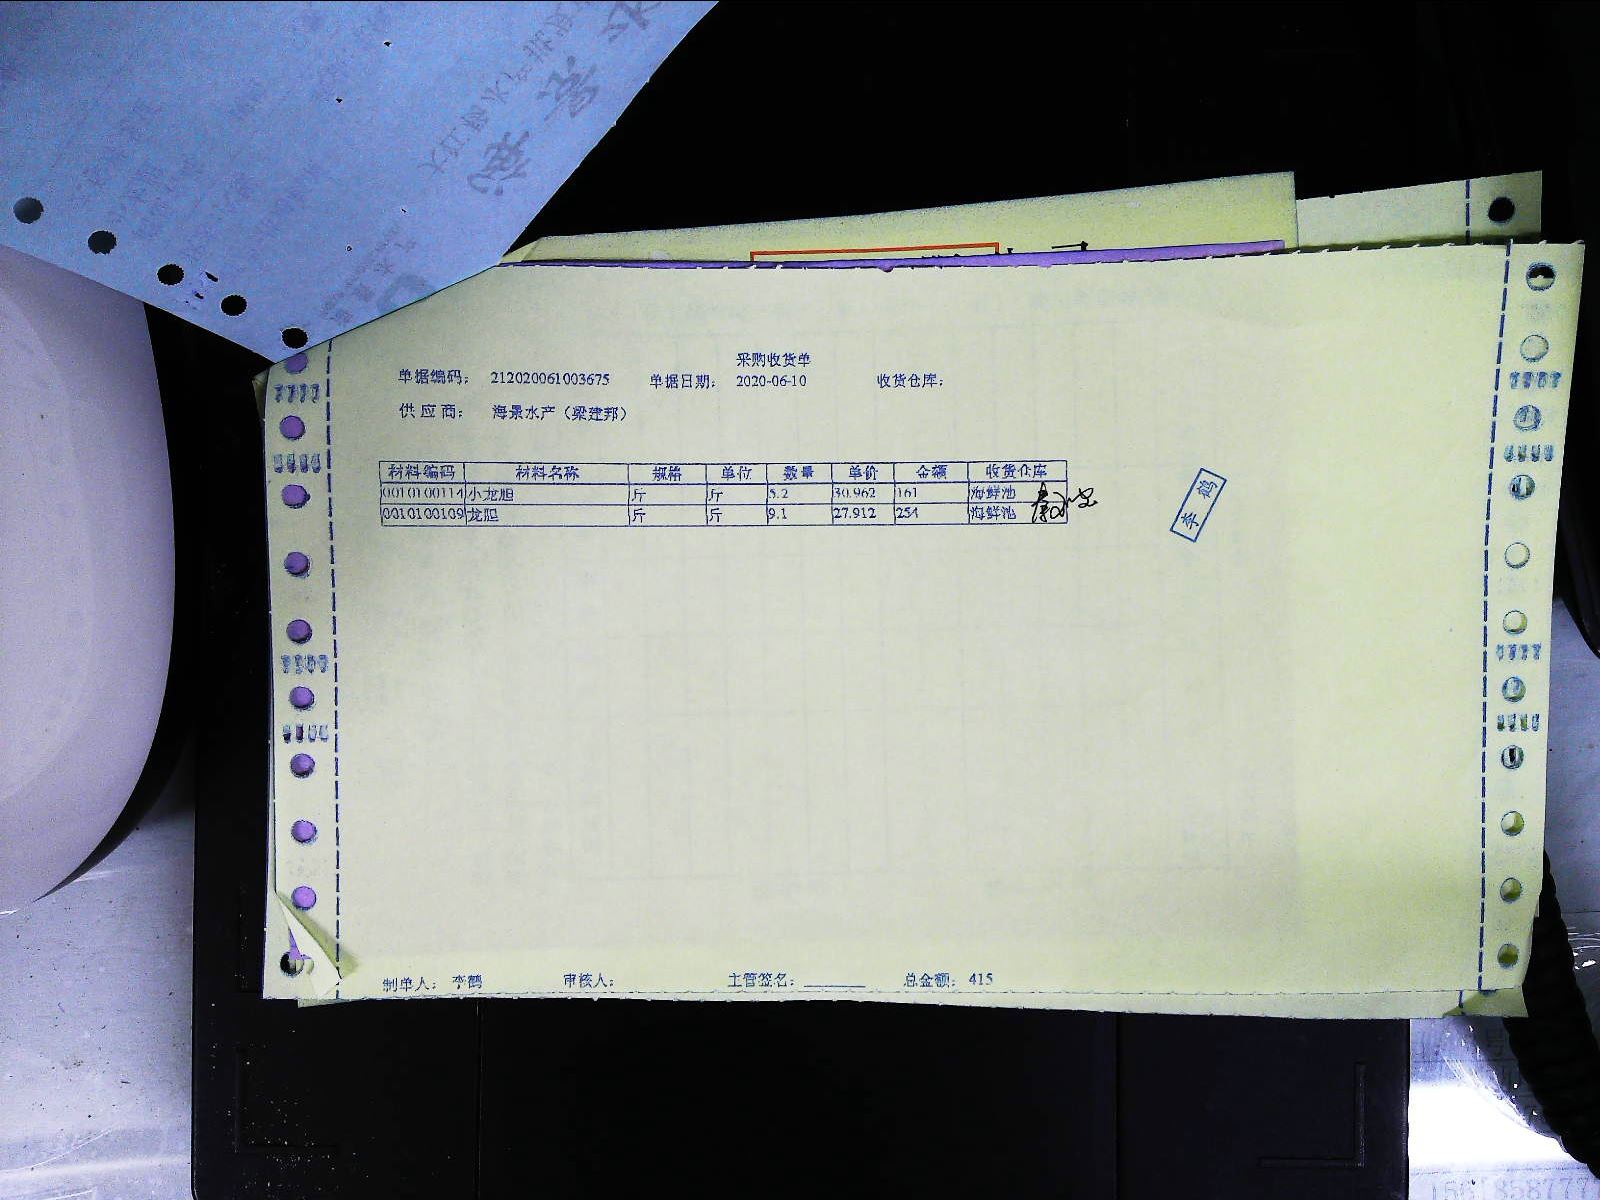 采购收货单
单据编码: 212020061003675 单据日期: 2020-06-10 收货仓库:
供应商: 海景水产（梁建邦）
材料编码 材料名称 规格 单位 数量 单价 金额 收货仓库
0010100114 小龙胆 斤 斤 5.2 30.962 161 海鲜池
0010100109 龙胆 斤 斤 9.1 27.912 254 海鲜池
李鹤
制单人: 李鹤 审核人: 主管签名: 总金额: 415